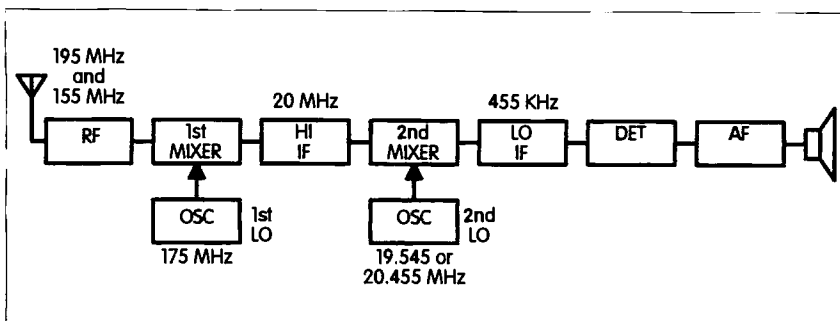 195 MHz
and
155 MHz
20 MHz
455 KHz
RF
1st
MIXER
HI
IF
2nd
MIXER
LO
IF
DET
AF
OSC
1st
LO
OSC
2nd
LO
175 MHz
19.545 or
20.455 MHz